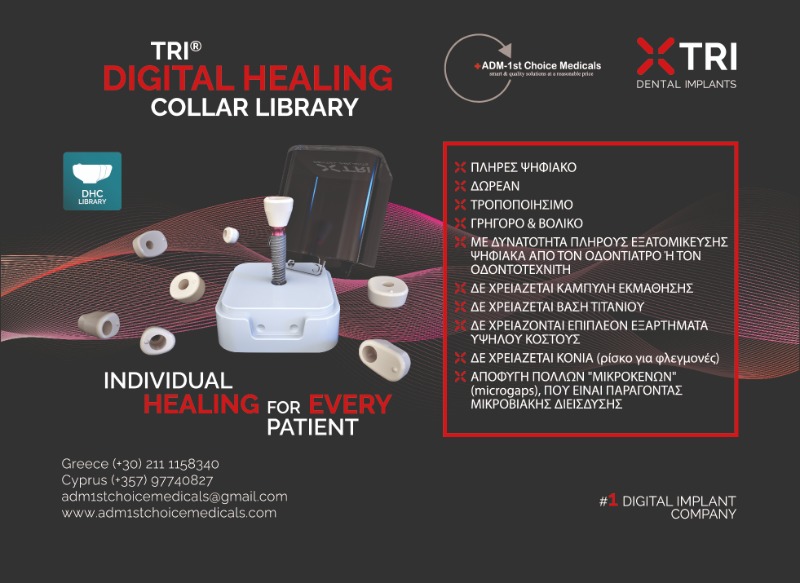 TRI®
DIGITAL HEALING
COLLAR LIBRARY
+ADM-1st Choice Medicals
smart & quality solutions at a reasonable price
TRI
DENTAL IMPLANTS
DHC
LIBRARY
TRI
ΠΛΗΡΕΣ ΨΗΦΙΑΚΟ
ΔΩΡΕΑΝ
ΤΡΟΠΟΠΟΙΗΣΙΜΟ
ΓΡΗΓΟΡΟ & ΒΟΛΙΚΟ
ΜΕ ΔΥΝΑΤΟΤΗΤΑ ΠΛΗΡΟΥΣ ΕΞΑΤΟΜΙΚΕΥΣΗΣ
ΨΗΦΙΑΚΑ ΑΠΟ ΤΟΝ ΟΔΟΝΤΙΑΤΡΟ Ή ΤΟΝ
ΟΔΟΝΤΟΤΕΧΝΙΤΗ
ΔΕ ΧΡΕΙΑΖΕΤΑΙ ΚΑΜΠΥΛΗ ΕΚΜΑΘΗΣΗΣ
ΔΕ ΧΡΕΙΑΖΕΤΑΙ ΒΑΣΗ ΤΙΤΑΝΙΟΥ
ΔΕ ΧΡΕΙΑΖΟΝΤΑΙ ΕΠΙΠΛΕΟΝ ΕΞΑΡΤΗΜΑΤΑ
ΥΨΗΛΟΥ ΚΟΣΤΟΥΣ
ΔΕ ΧΡΕΙΑΖΕΤΑΙ ΚΟΝΙΑ (ρίσκο για φλεγμονές)
ΑΠΟΦΥΓΗ ΠΟΛΛΩΝ "ΜΙΚΡΟΚΕΝΩΝ"
(microgaps), ΠΟΥ ΕΙΝΑΙ ΠΑΡΑΓΟΝΤΑΣ
ΜΙΚΡΟΒΙΑΚΗΣ ΔΙΕΙΣΔΥΣΗΣ
INDIVIDUAL
HEALING FOR EVERY
PATIENT
Greece (+30) 211 1158340
Cyprus (+357) 97740827
adm1stchoicemedicals@gmail.com
www.adm1stchoicemedicals.com
#1 DIGITAL IMPLANT
COMPANY